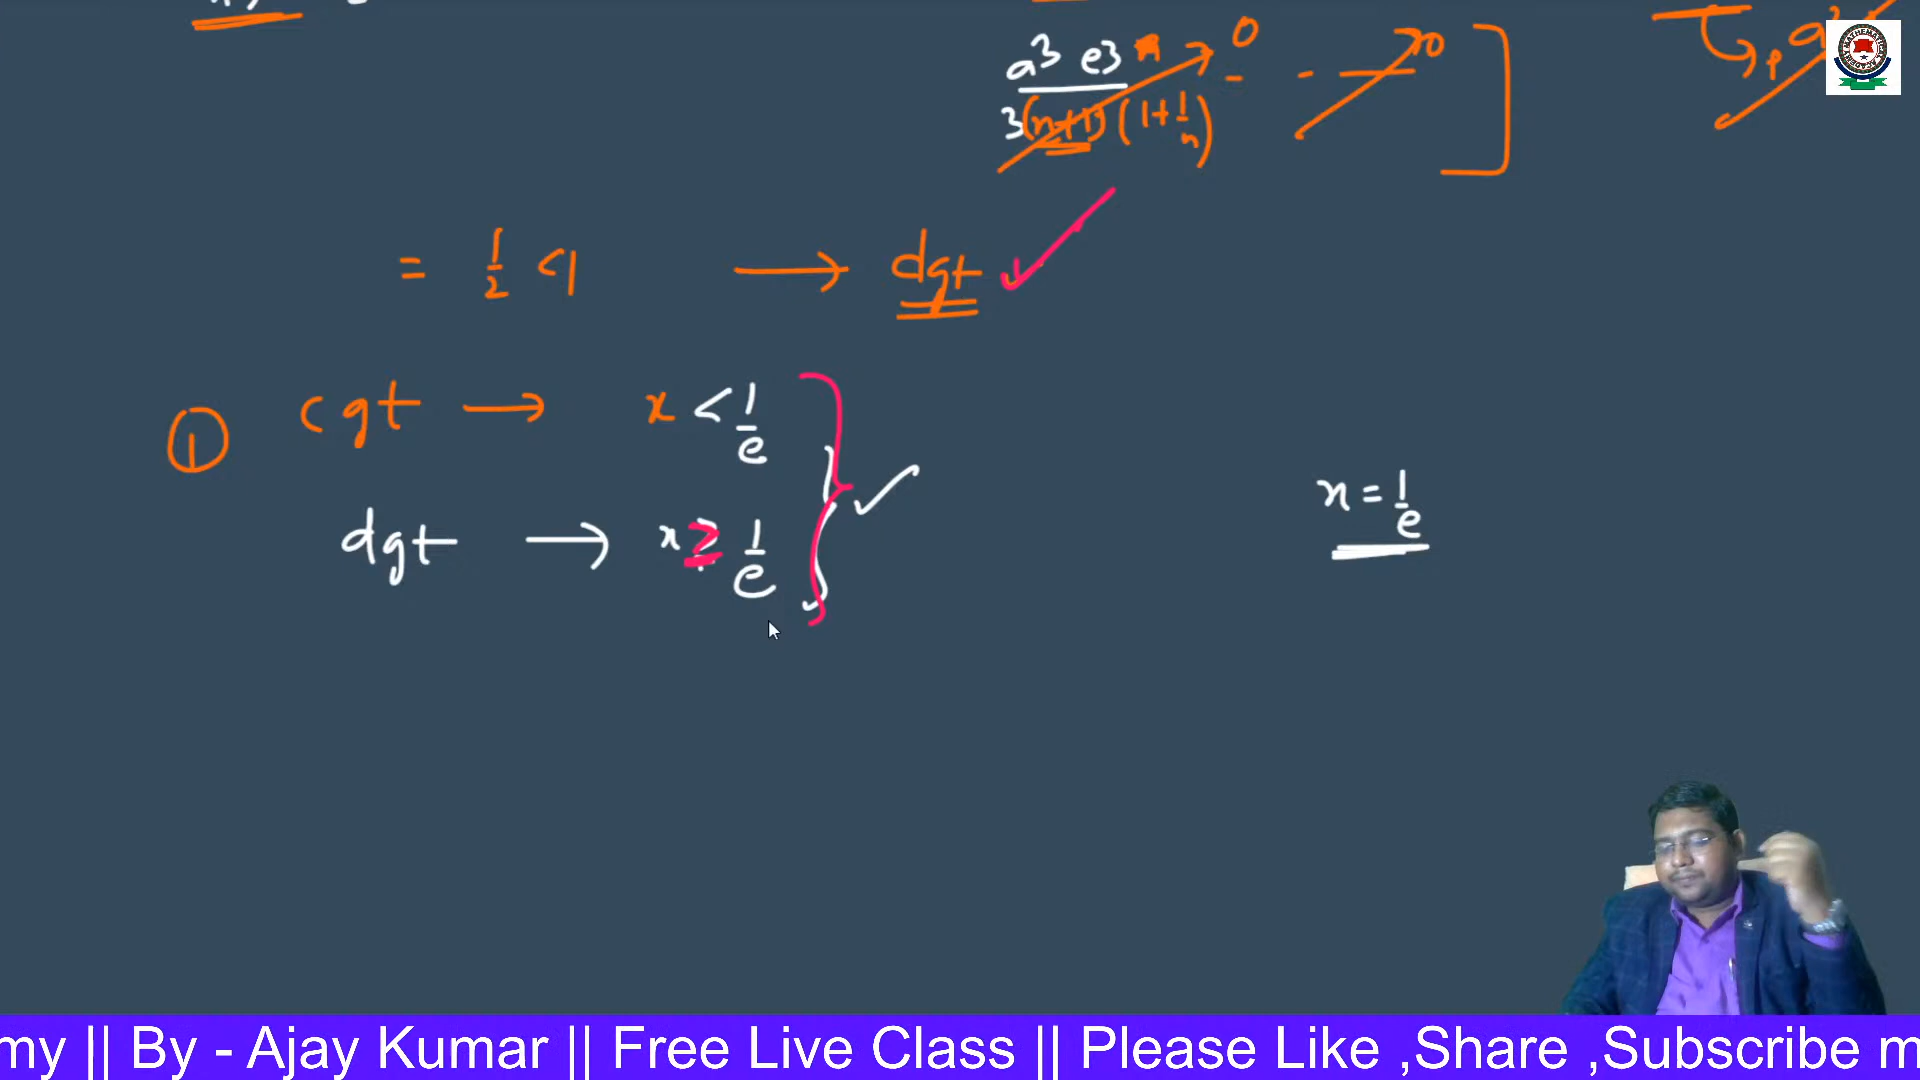 a3 e3 n → 0 - - → 0 ]
3(n+1)(1+1/n)
= 1/2 <1 → dgt ✓
① cgt → x < 1/e
dgt → x ≥ 1/e } ✓
x = 1/e
my || By - Ajay Kumar || Free Live Class || Please Like ,Share ,Subscribe m